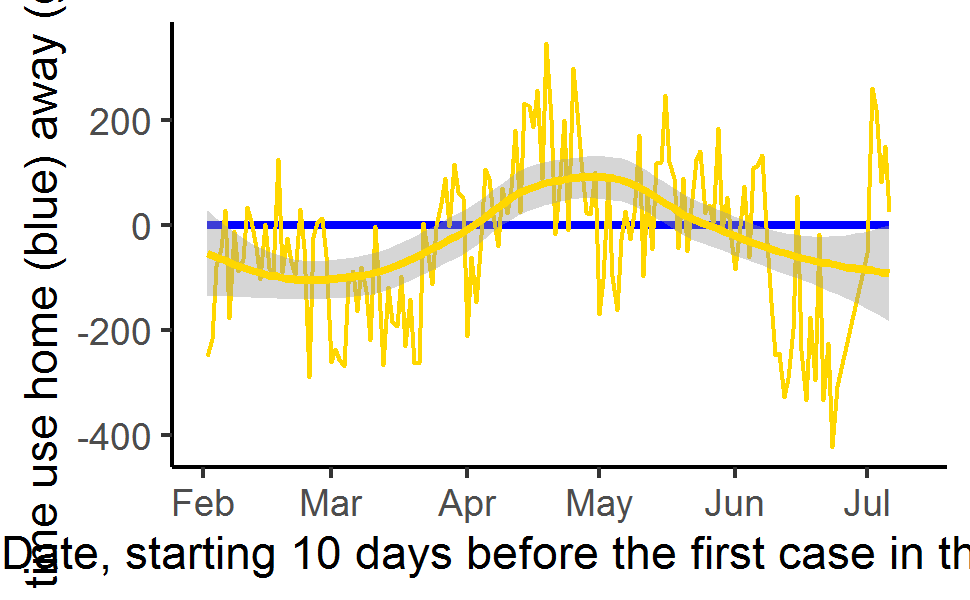 time use home (blue) away (
200
0
-200
-400
Feb Mar Apr May Jun Jul
Date, starting 10 days before the first case in th